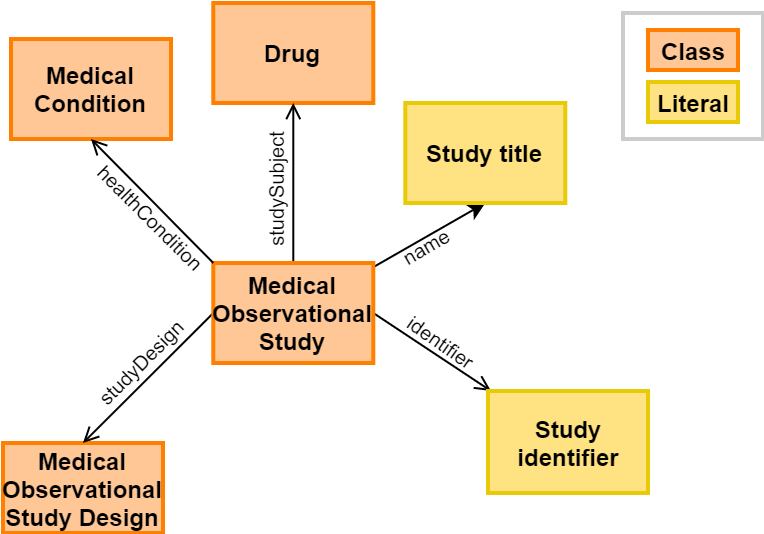 Drug
Class
Medical
Condition
Literal
studySubject
Study title
healthCondition
name
Medical
Observational
Study
identifier
studyDesign
Study
identifier
Medical
Observational
Study Design